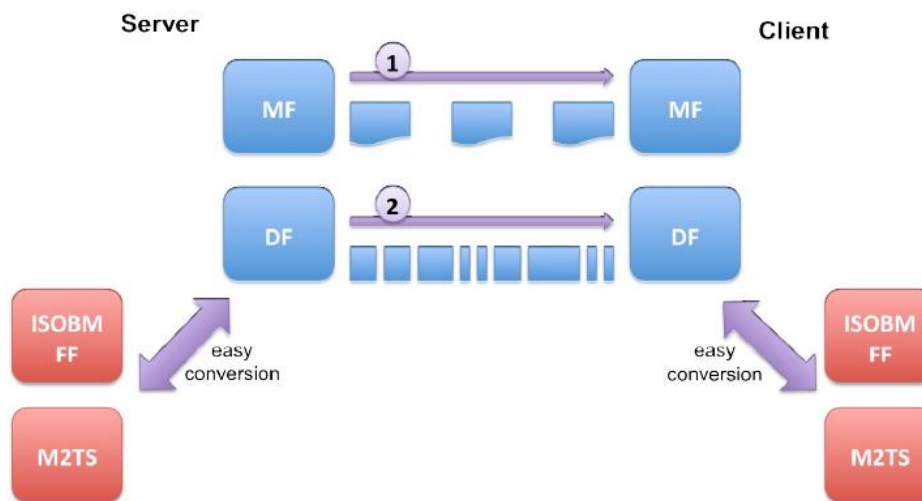 Server
Client
1
MF
MF
2
DF
DF
ISOBM
FF
easy
conversion
easy
conversion
ISOBM
FF
M2TS
M2TS